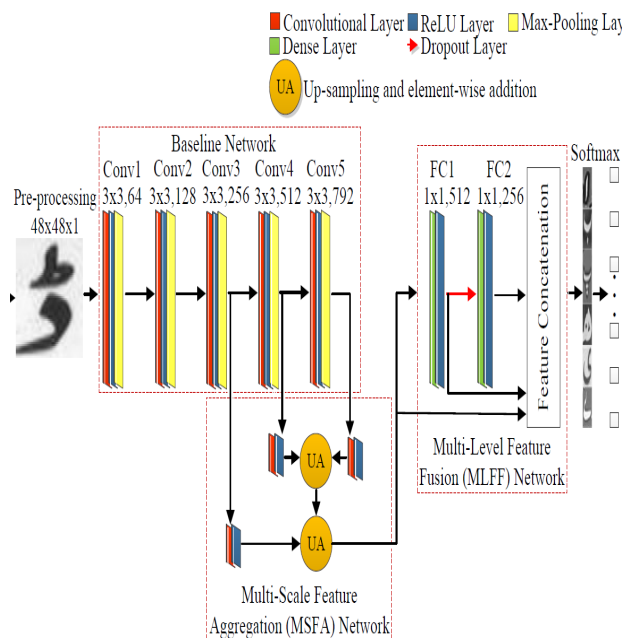 Convolutional Layer ReLU Layer Max-Pooling Lay
Dense Layer Dropout Layer
UA Up-sampling and element-wise addition
Baseline Network
Conv1 Conv2 Conv3 Conv4 Conv5
3x3,64 3x3,128 3x3,256 3x3,512 3x3,792
FC1 FC2
1x1,512 1x1,256
Softmax
Pre-processing
48x48x1
Feature Concatenation
UA
UA
Multi-Level Feature
Fusion (MLFF) Network
Multi-Scale Feature
Aggregation (MSFA) Network